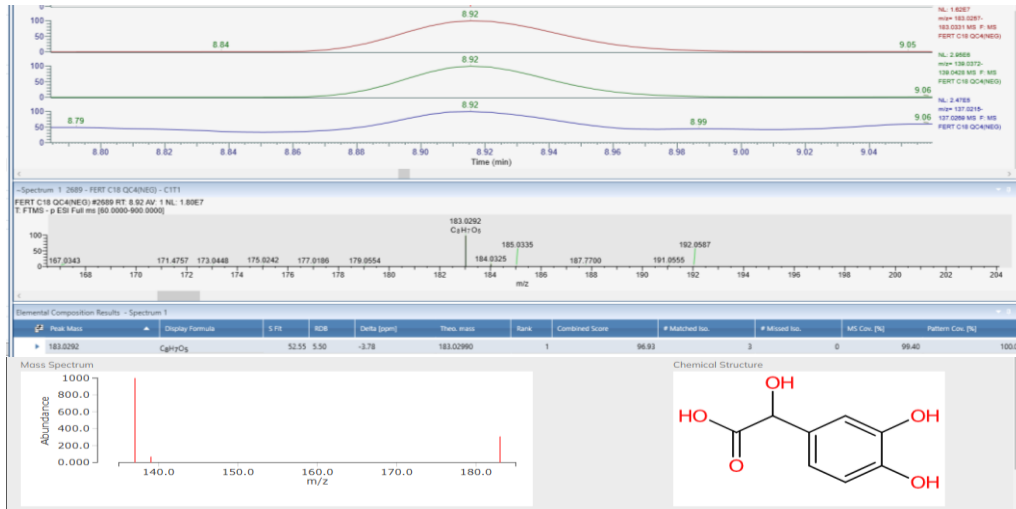 NL: 1.62E7
m/z= 183.0257-
183.0331 MS F: MS
FERT C18 QC4(NEG)
100
50
0
8.84
8.92
9.05
NL: 2.95E6
m/z= 139.0372-
139.0428 MS F: MS
FERT C18 QC4(NEG)
100
50
0
8.92
9.06
NL: 2.47E5
m/z= 137.0215-
137.0269 MS F: MS
FERT C18 QC4(NEG)
100
50
0
8.79
8.92
8.99
9.06
8.80 8.82 8.84 8.86 8.88 8.90 8.92 8.94 8.96 8.98 9.00 9.02 9.04
Time (min)
~Spectrum 1 2689 - FERT C18 QC4(NEG) - C1T1
FERT C18 QC4(NEG) #2689 RT: 8.92 AV: 1 NL: 1.80E7
T: FTMS - p ESI Full ms [60.0000-900.0000]
183.0292
C₈H₇O₅
100
50
0
167.0343 171.4757 173.0448 175.0242 177.0186 179.0554 184.0325 185.0335 187.7700 191.0555 192.0587
168 170 172 174 176 178 180 182 184 186 188 190 192 194 196 198 200 202 204
m/z
Elemental Composition Results - Spectrum 1
Peak Mass Display Formula S Fit RDB Delta [ppm] Theo. mass Rank Combined Score # Matched Iso. # Missed Iso. MS Cov. [%] Pattern Cov. [%]
183.0292 C₈H₇O₅ 52.55 5.50 -3.78 183.02990 1 96.93 3 0 99.40 100.0
Mass Spectrum
Abundance
1000
800.0
600.0
400.0
200.0
0.000
140.0 150.0 160.0 170.0 180.0
m/z
Chemical Structure
OH
HO
O
OH
OH